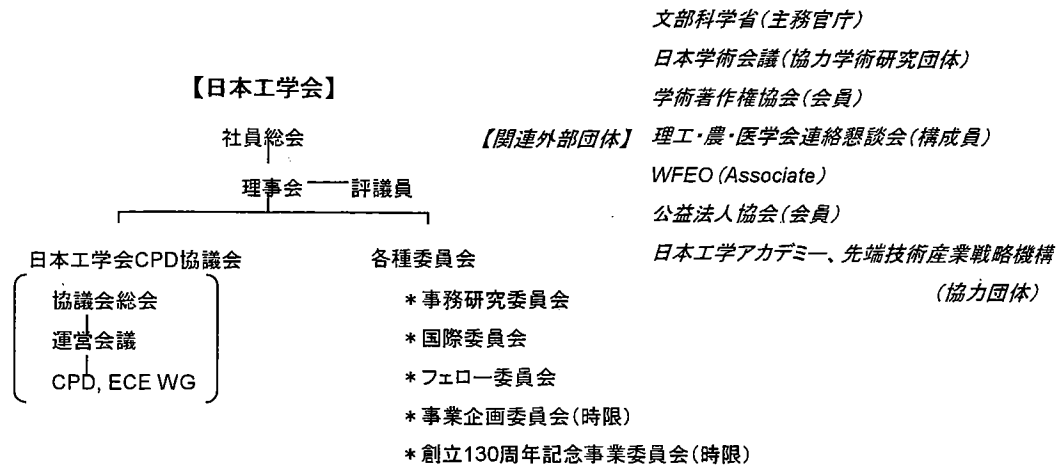 【日本工学会】
社員総会
理事会 評議員
日本工学会CPD協議会
協議会総会
運営会議
CPD, ECE WG
各種委員会
*事務研究委員会
*国際委員会
*フェロー委員会
*事業企画委員会(時限)
*創立130周年記念事業委員会(時限)
【関連外部団体】
文部科学省(主務官庁)
日本学術会議(協力学術研究団体)
学術著作権協会(会員)
理工・農・医学会連絡懇談会(構成員)
WFEO (Associate)
公益法人協会(会員)
日本工学アカデミー、先端技術産業戦略機構
(協力団体)